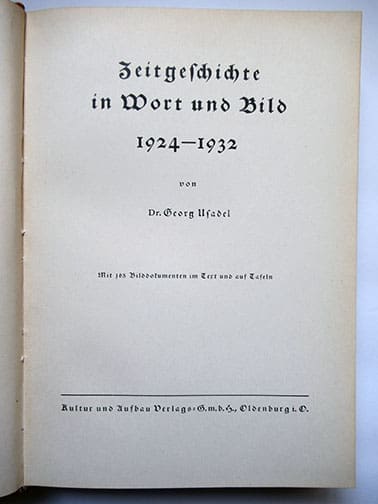 Zeitgeschichte
in Wort und Bild
1924—1932
von
Dr. Georg Usadel
Mit 303 Bilddokumenten im Text und auf Tafeln
Kultur und Aufbau Verlags=G.m.b.H., Oldenburg i. O.